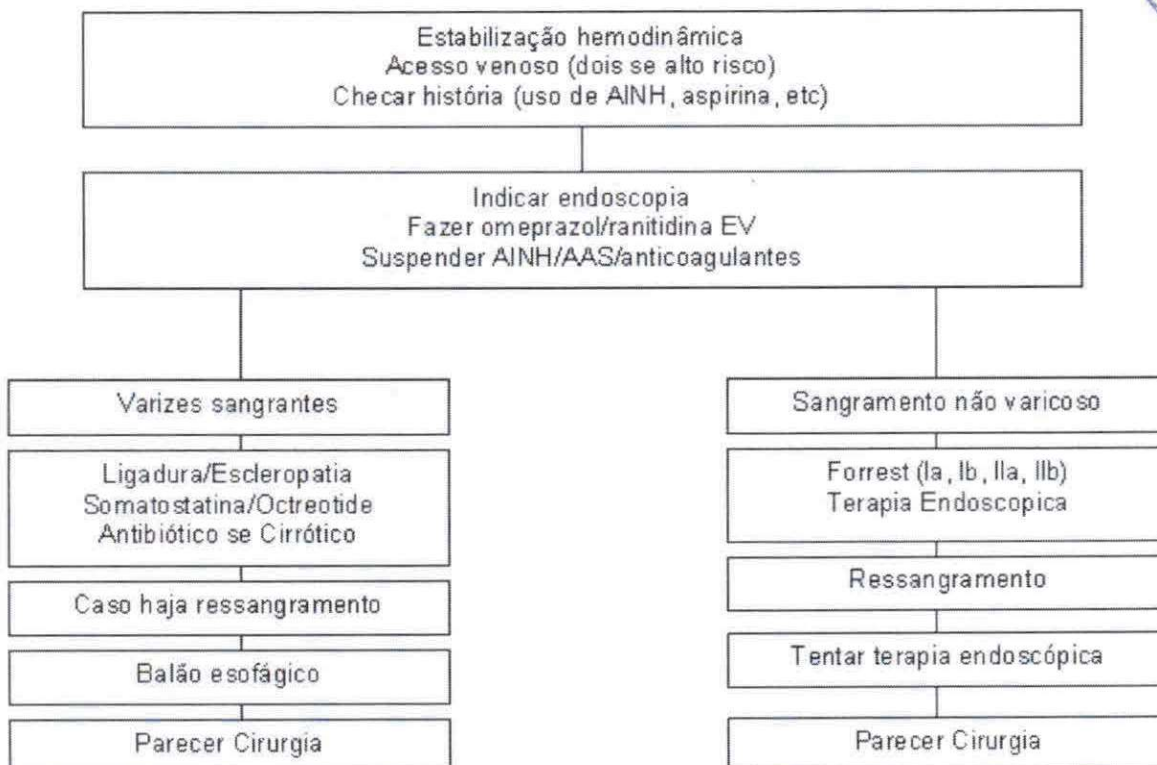 Estabilização hemodinâmica
Acesso venoso (dois se alto risco)
Checar história (uso de AINH, aspirina, etc)
Indicar endoscopia
Fazer omeprazol/ranitidina EV
Suspender AINH/AAS/anticoagulantes
Varizes sangrantes
Ligadura/Escleropatia
Somatostatina/Octreotide
Antibiótico se Cirrótico
Caso haja ressangramento
Balão esofágico
Parecer Cirurgia
Sangramento não varicoso
Forrest (Ia, Ib, IIa, IIb)
Terapia Endoscopica
Ressangramento
Tentar terapia endoscópica
Parecer Cirurgia